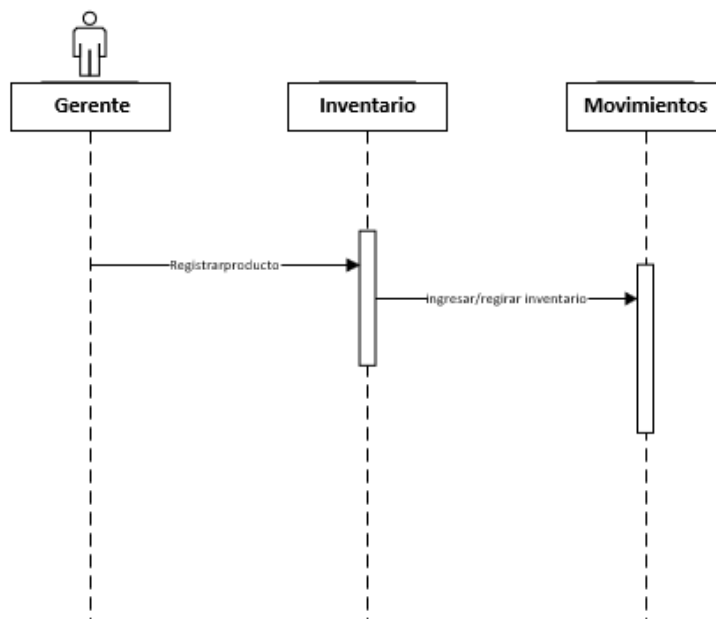 Gerente
Inventario
Movimientos
Registrarproducto
ingresar/regirar inventario